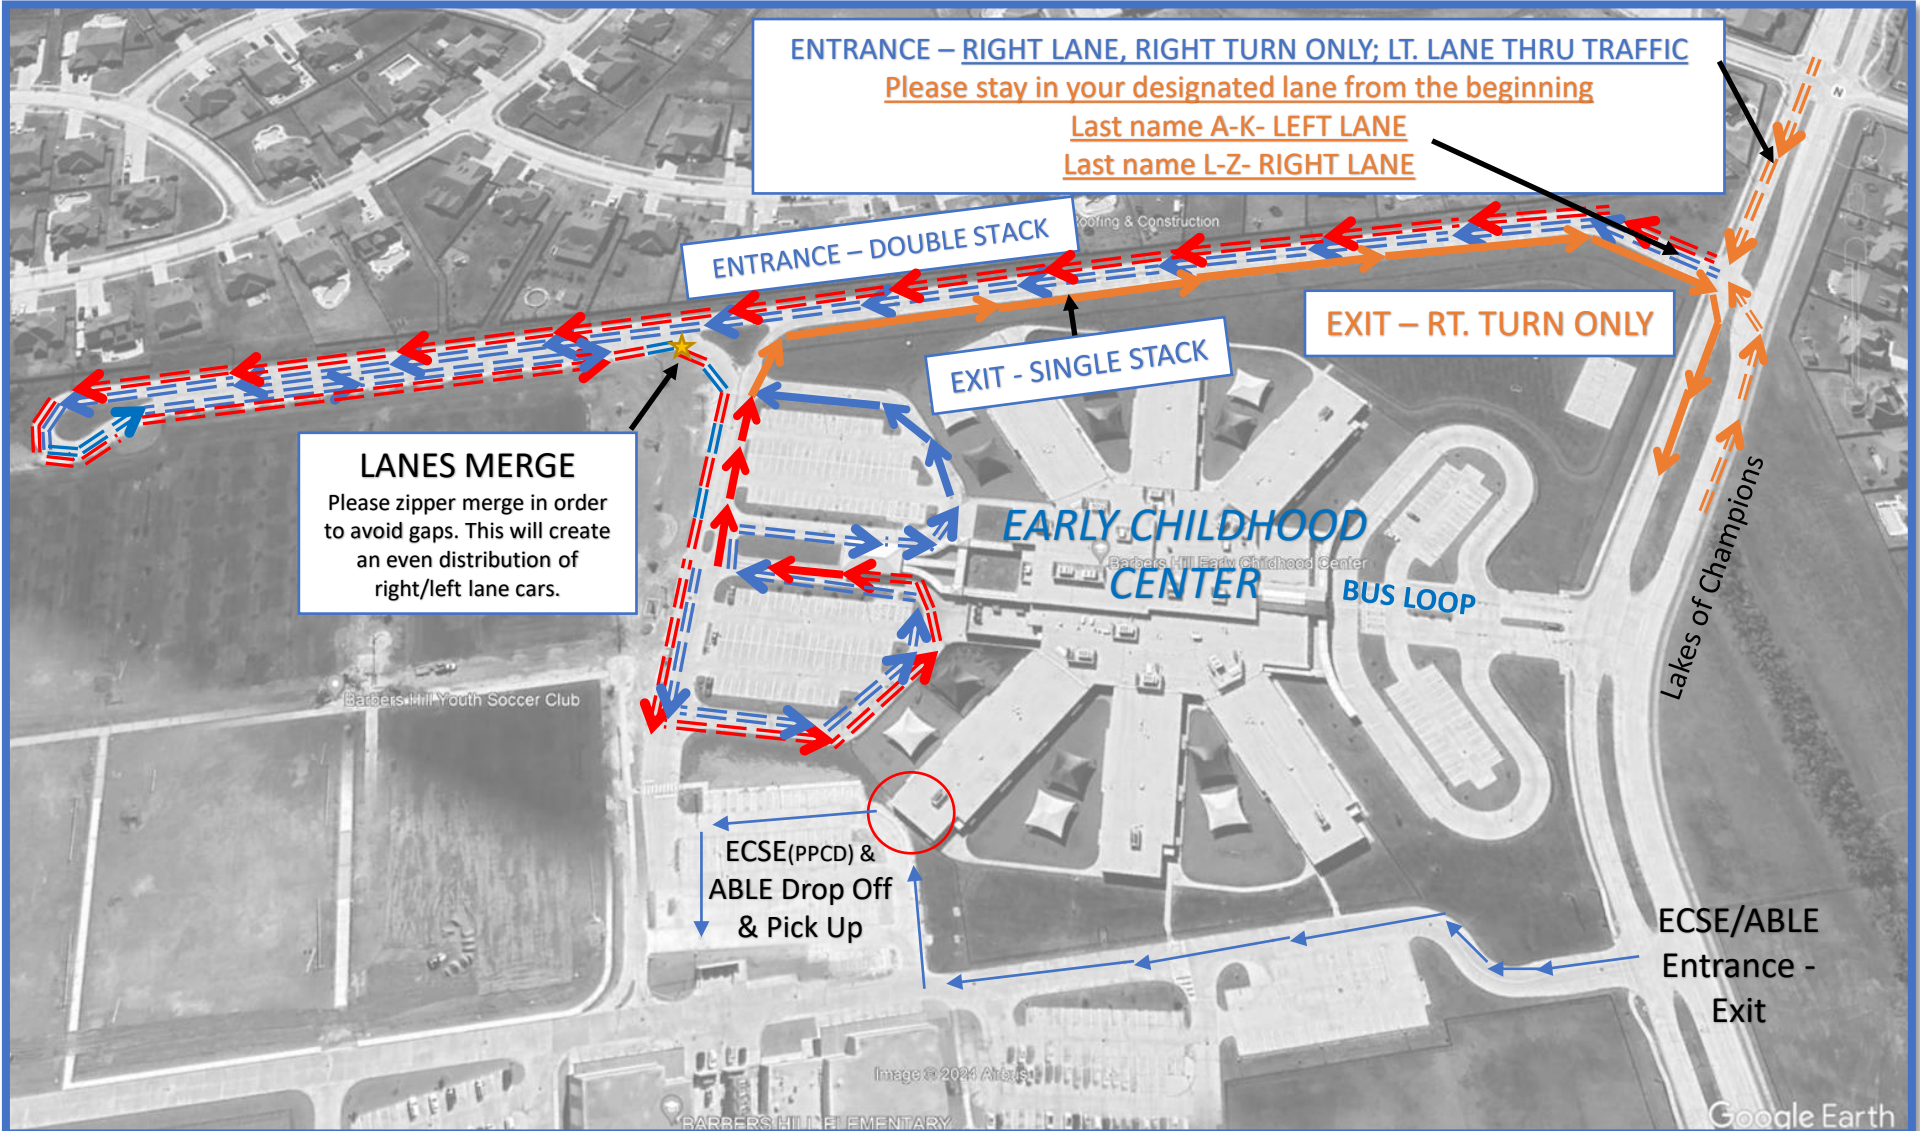 ENTRANCE – RIGHT LANE, RIGHT TURN ONLY; LT. LANE THRU TRAFFIC
Please stay in your designated lane from the beginning
Last name A-K- LEFT LANE
Last name L-Z- RIGHT LANE
N
Roofing & Construction
ENTRANCE – DOUBLE STACK
EXIT – RT. TURN ONLY
EXIT - SINGLE STACK
LANES MERGE
Please zipper merge in order
to avoid gaps. This will create
an even distribution of
right/left lane cars.
EARLY CHILDHOOD
CENTER
Barbers Hill Early Childhood Center
BUS LOOP
Lakes of Champions
Barbers Hill Youth Soccer Club
ECSE(PPCD) &
ABLE Drop Off
& Pick Up
ECSE/ABLE
Entrance -
Exit
Image © 2024 Airbus
BARBERS HILL ELEMENTARY
Google Earth